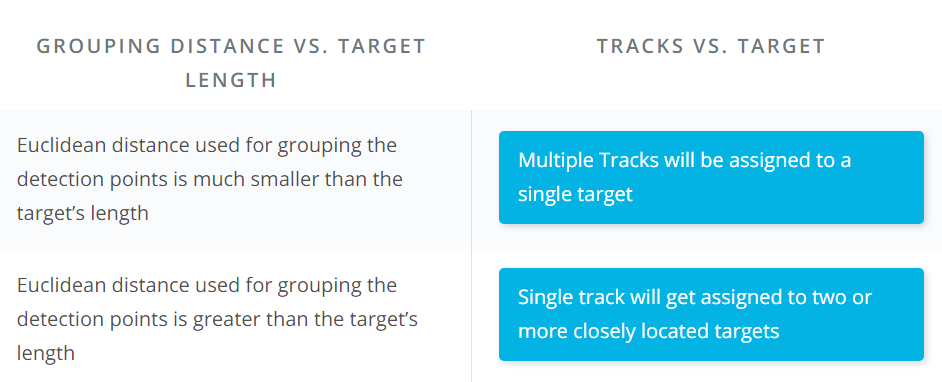 GROUPING DISTANCE VS. TARGET
LENGTH
TRACKS VS. TARGET
Euclidean distance used for grouping the
detection points is much smaller than the
target’s length
Multiple Tracks will be assigned to a
single target
Euclidean distance used for grouping the
detection points is greater than the target’s
length
Single track will get assigned to two or
more closely located targets